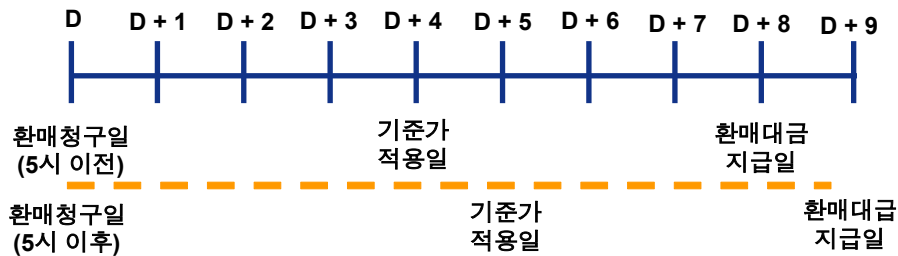 D D + 1 D + 2 D + 3 D + 4 D + 5 D + 6 D + 7 D + 8 D + 9
환매청구일 기준가 환매대금
(5시 이전) 적용일 지급일
환매청구일 기준가 환매대급
(5시 이후) 적용일 지급일